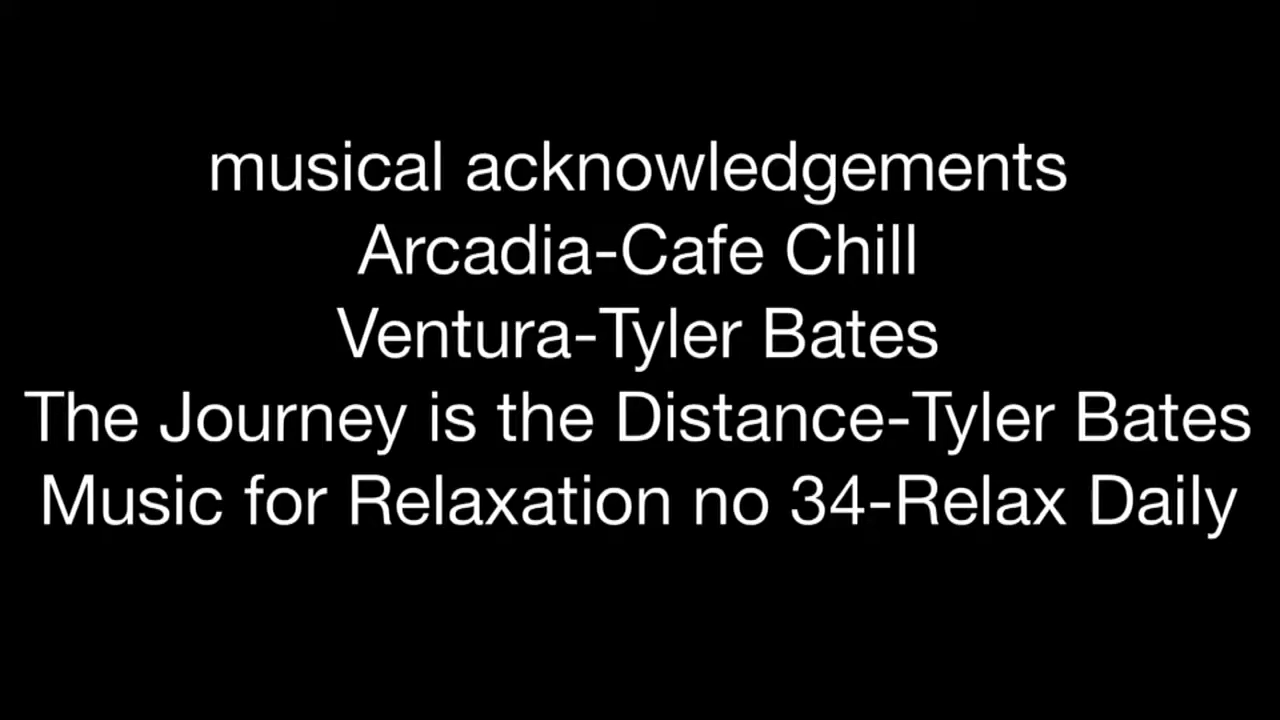 musical acknowledgements
Arcadia-Cafe Chill
Ventura-Tyler Bates
The Journey is the Distance-Tyler Bates
Music for Relaxation no 34-Relax Daily